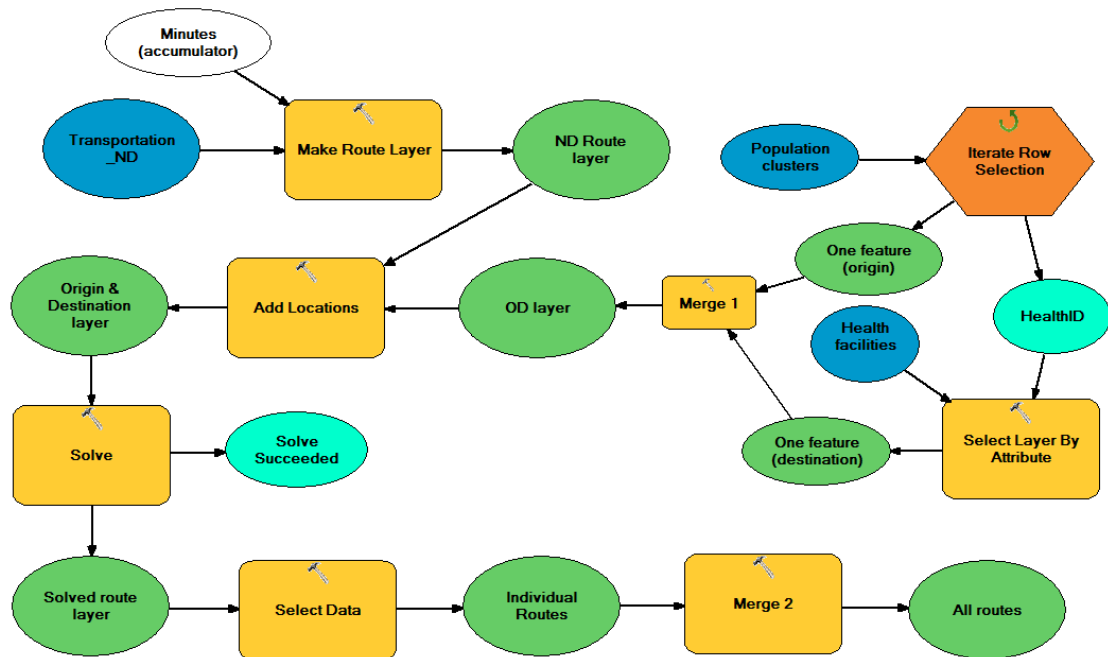 Minutes
(accumulator)
Transportation
_ND
Make Route Layer
ND Route
layer
Population
clusters
Iterate Row
Selection
One feature
(origin)
Origin &
Destination
layer
Add Locations
OD layer
Merge 1
HealthID
Health
facilities
Solve
Solve
Succeeded
One feature
(destination)
Select Layer By
Attribute
Solved route
layer
Select Data
Individual
Routes
Merge 2
All routes